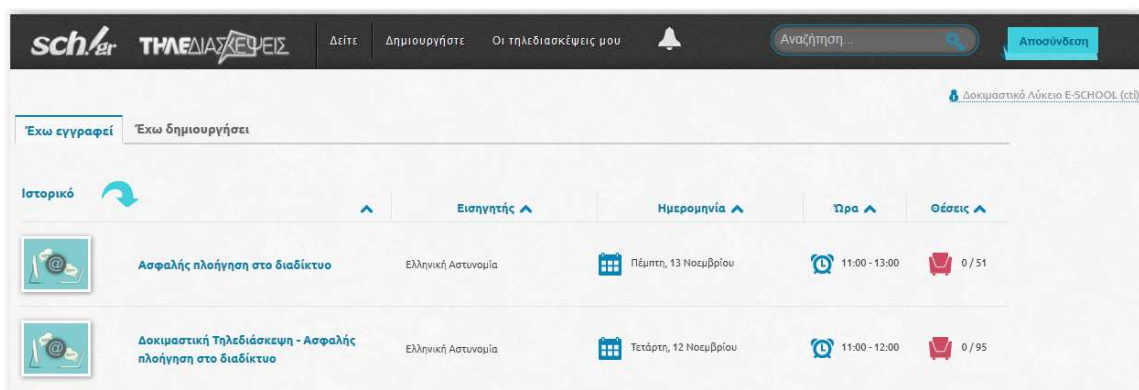 sch.gr ΤΗΛΕΔΙΑΣΚΕΨΕΙΣ Δείτε Δημιουργήστε Οι τηλεδιασκέψεις μου Αναζήτηση... Αποσύνδεση
Δοκιμαστικό Λύκειο E-SCHOOL (cti)
Έχω εγγραφεί Έχω δημιουργήσει
Ιστορικό
Εισηγητής Ημερομηνία Ώρα Θέσεις
Ασφαλής πλοήγηση στο διαδίκτυο Ελληνική Αστυνομία Πέμπτη, 13 Νοεμβρίου 11:00 - 13:00 0 / 51
Δοκιμαστική Τηλεδιάσκεψη - Ασφαλής
πλοήγηση στο διαδίκτυο Ελληνική Αστυνομία Τετάρτη, 12 Νοεμβρίου 11:00 - 12:00 0 / 95